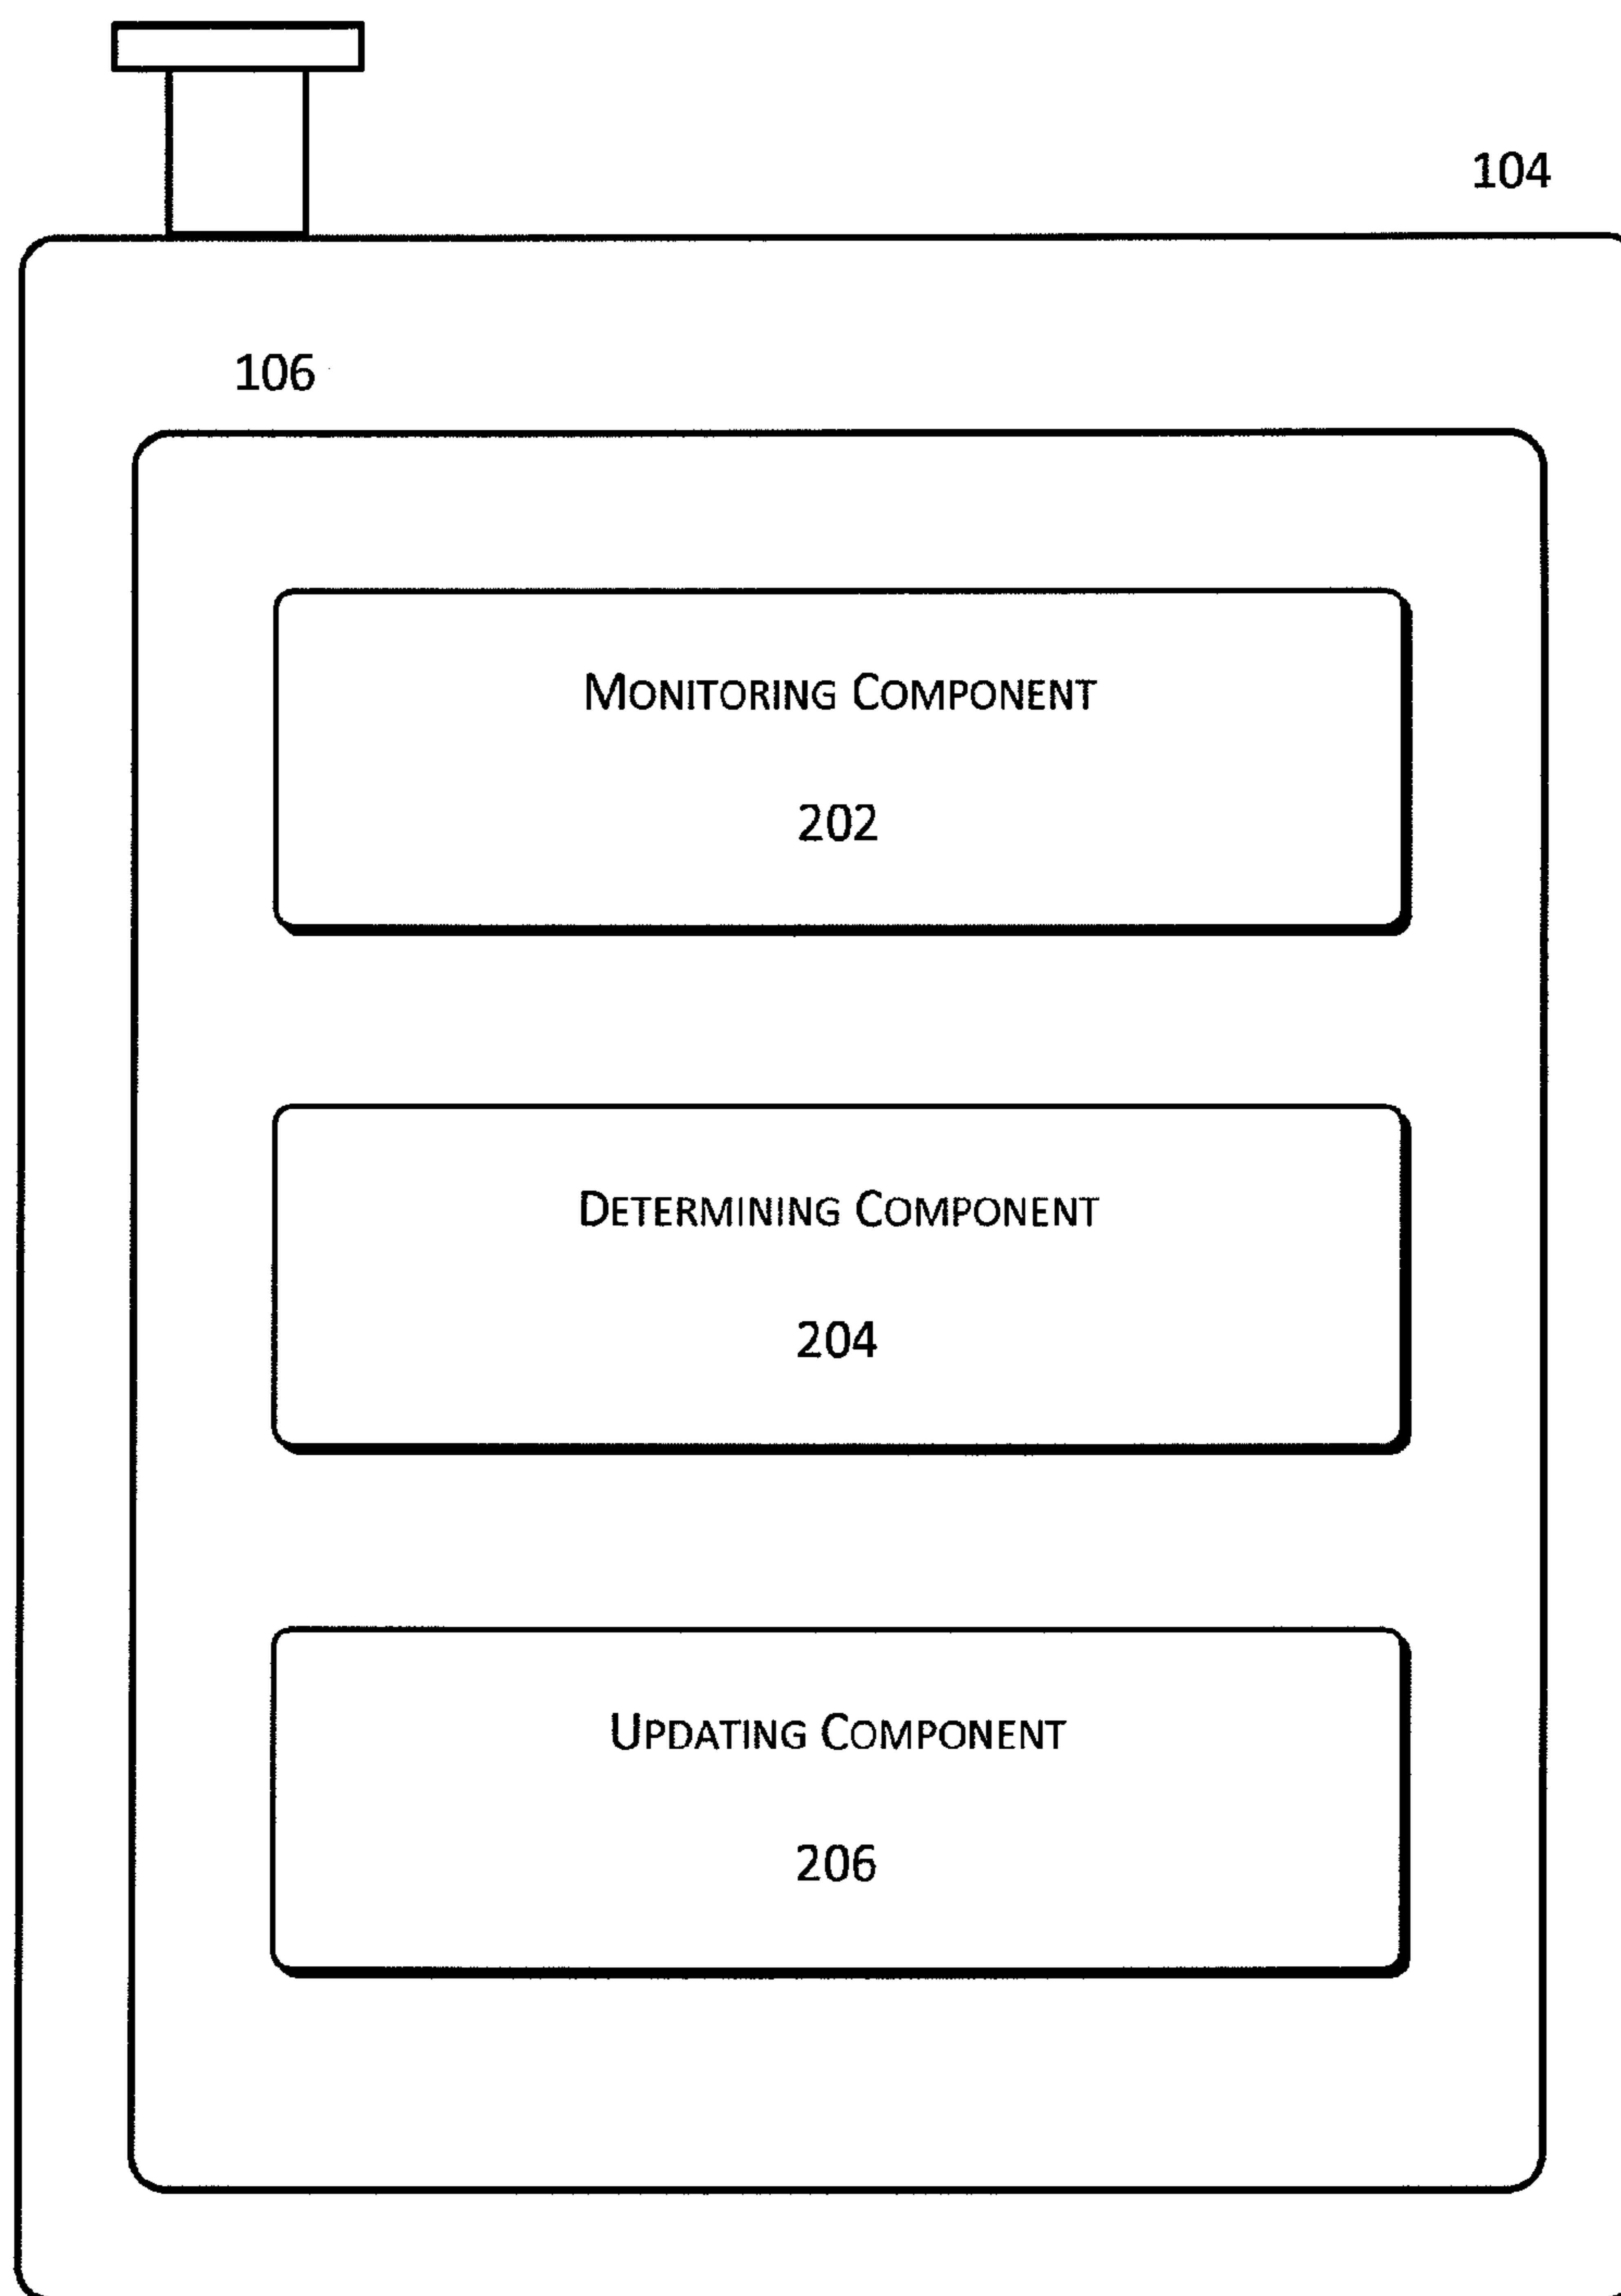 104
106
MONITORING COMPONENT
202
DETERMINING COMPONENT
204
UPDATING COMPONENT
206